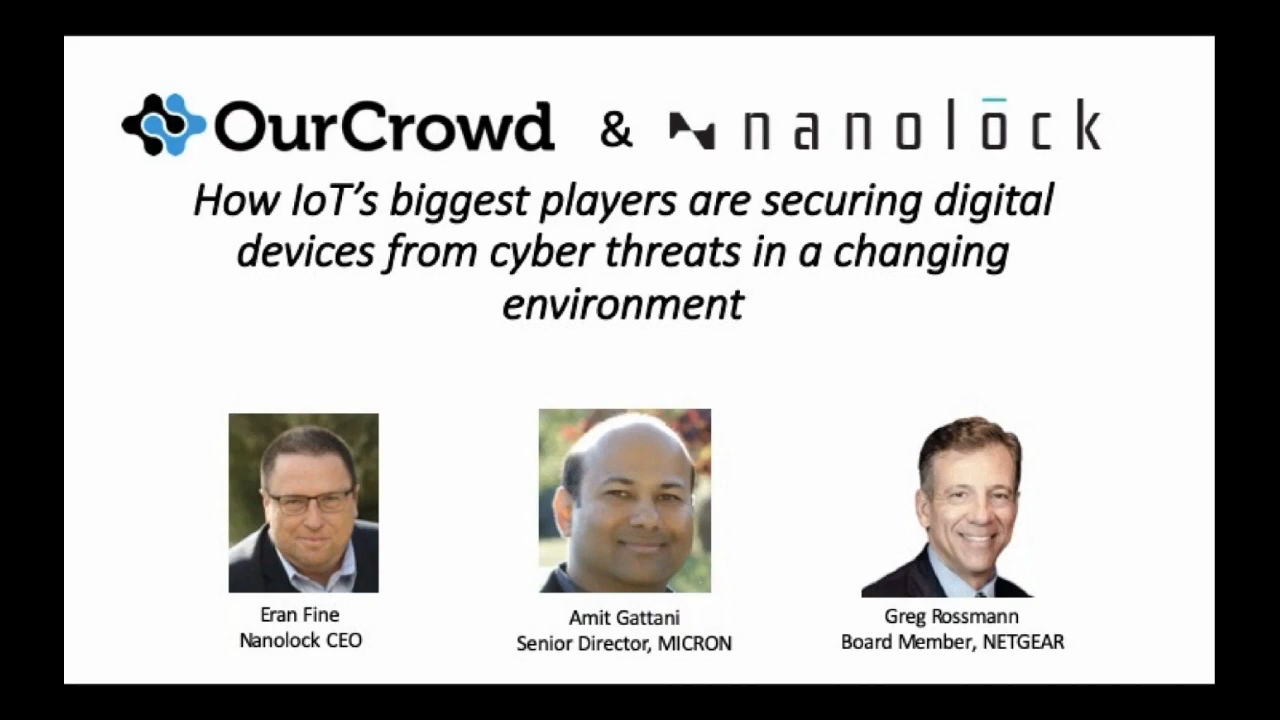 OurCrowd & nanolōck
How IoT's biggest players are securing digital
devices from cyber threats in a changing
environment
Eran Fine
Nanolock CEO
Amit Gattani
Senior Director, MICRON
Greg Rossmann
Board Member, NETGEAR